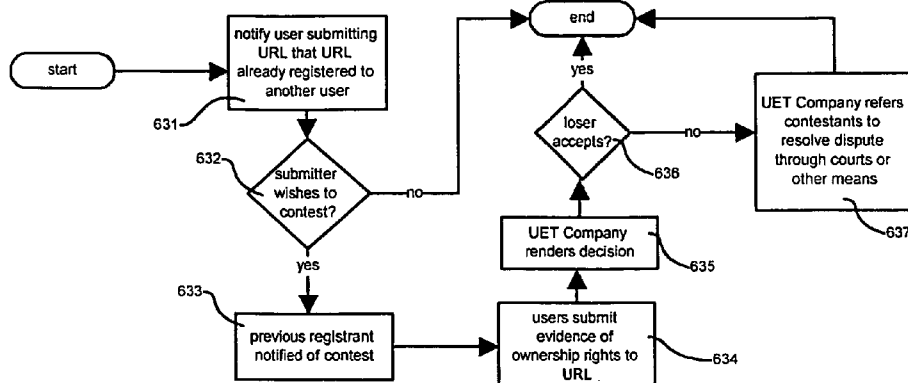 start
notify user submitting
URL that URL
already registered to
another user
631
632
submitter
wishes to
contest?
no
yes
633
previous registrant
notified of contest
users submit
evidence of
ownership rights to
URL
634
UET Company
renders decision
635
loser
accepts?
636
yes
no
end
UET Company refers
contestants to
resolve dispute
through courts or
other means
637